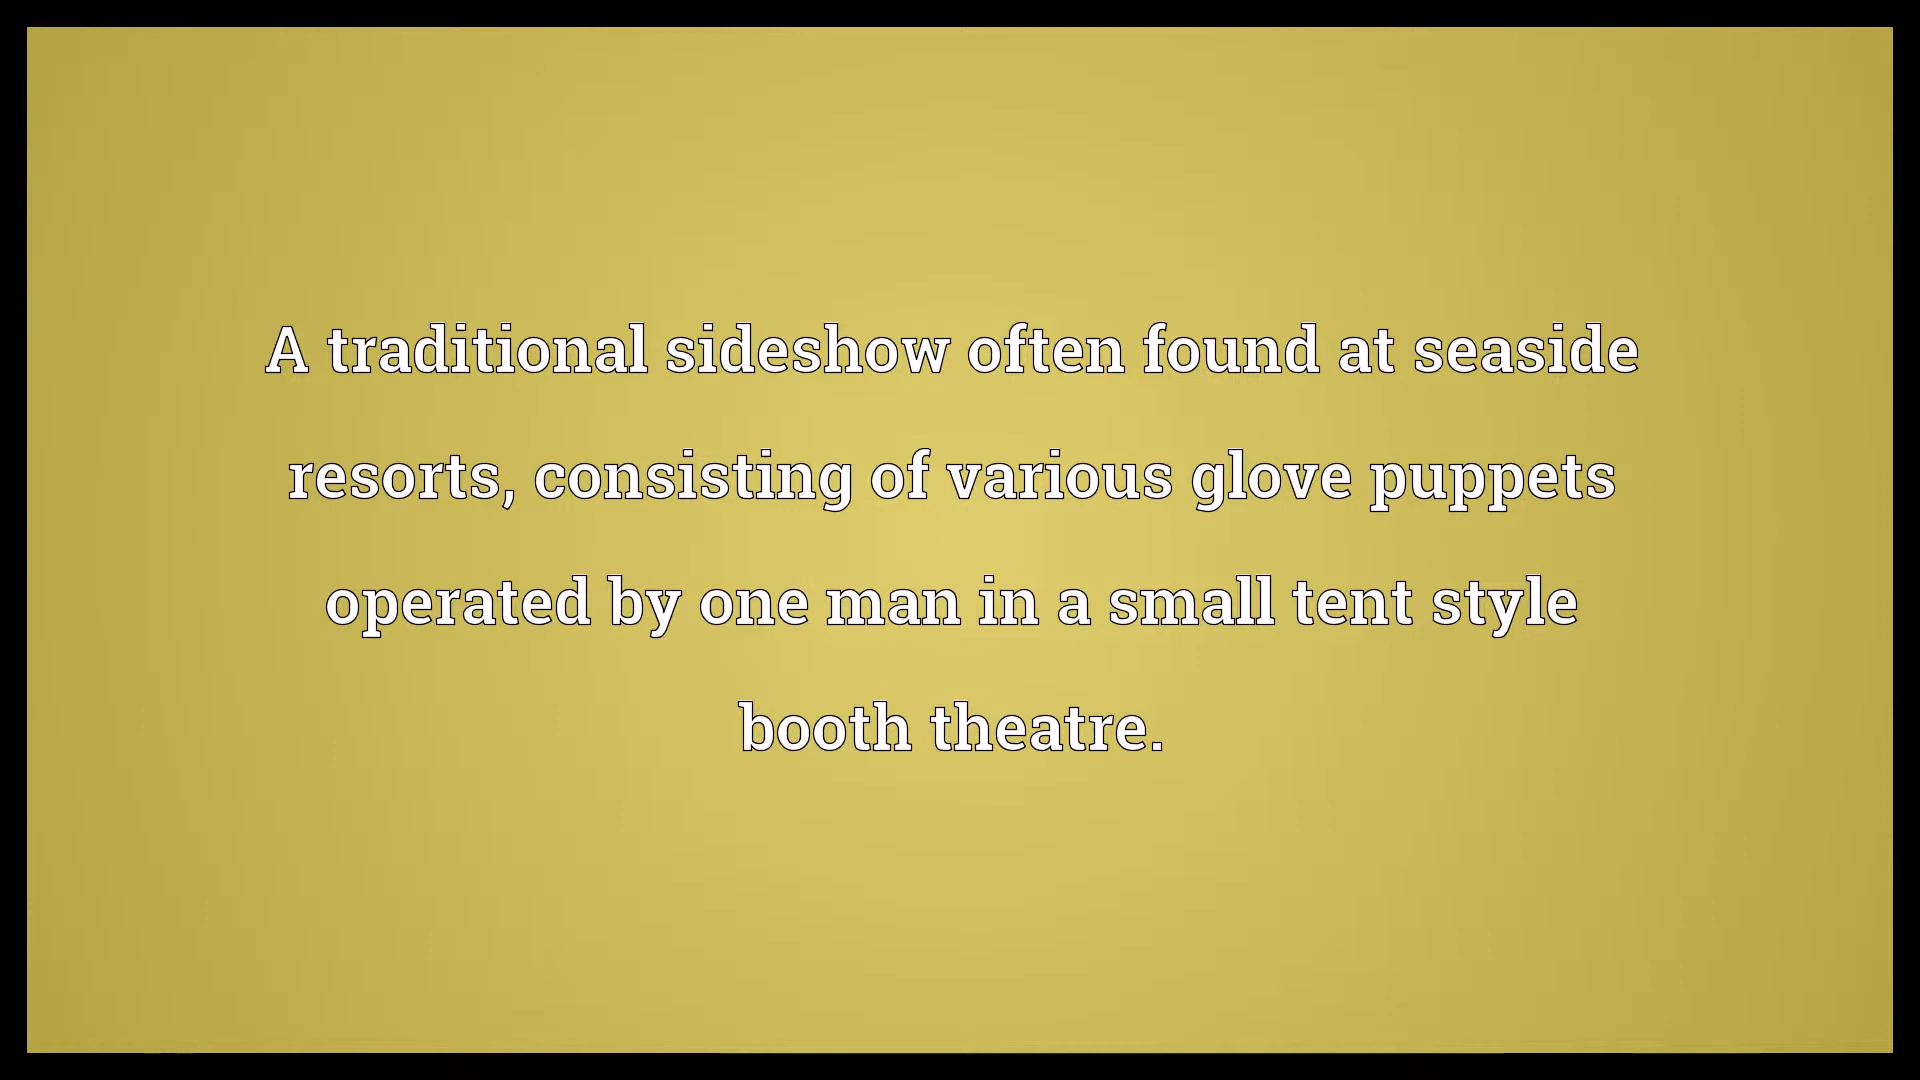 A traditional sideshow often found at seaside
resorts, consisting of various glove puppets
operated by one man in a small tent style
booth theatre.